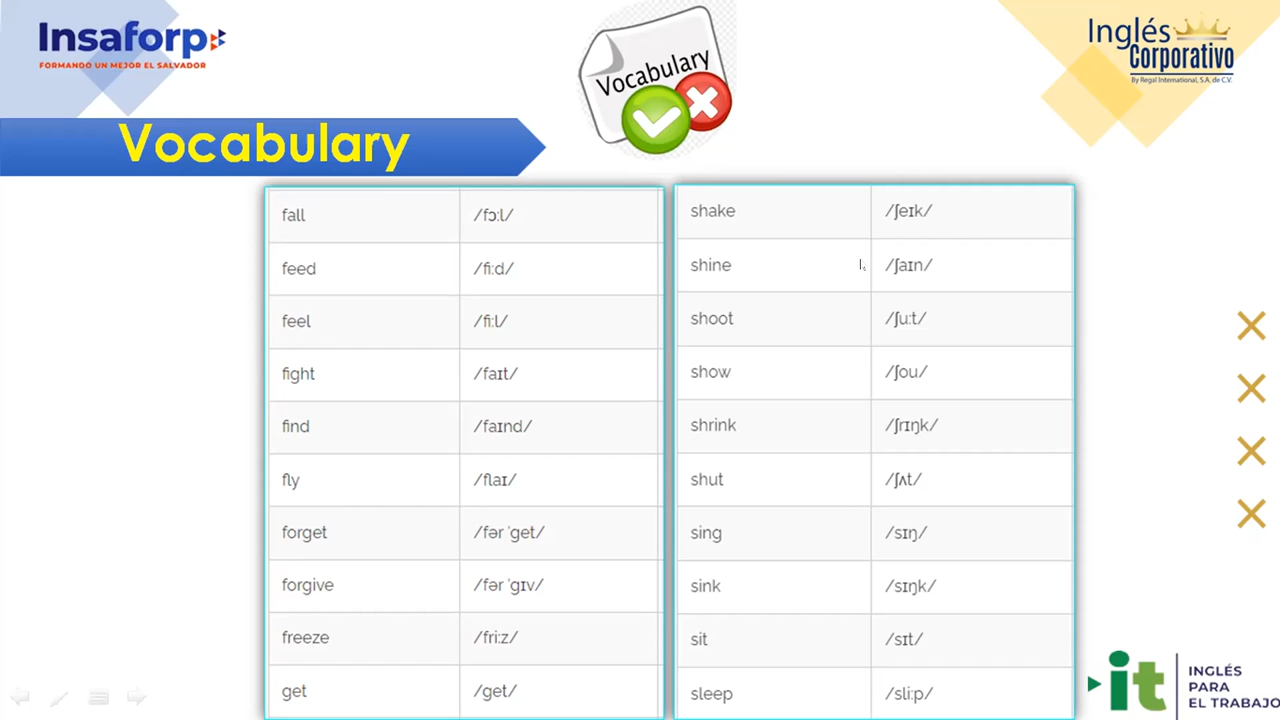 Insaforp
FORMANDO UN MEJOR EL SALVADOR
Vocabulary
Inglés
Corporativo
By Regal International, S.A. de C.V.
Vocabulary
fall /fɔːl/
feed /fiːd/
feel /fiːl/
fight /faɪt/
find /faɪnd/
fly /flaɪ/
forget /fər ˈget/
forgive /fər ˈgɪv/
freeze /friːz/
get /get/
shake /ʃeɪk/
shine /ʃaɪn/
shoot /ʃuːt/
show /ʃou/
shrink /ʃrɪŋk/
shut /ʃʌt/
sing /sɪŋ/
sink /sɪŋk/
sit /sɪt/
sleep /sliːp/
it
INGLÉS
PARA
EL TRABAJO